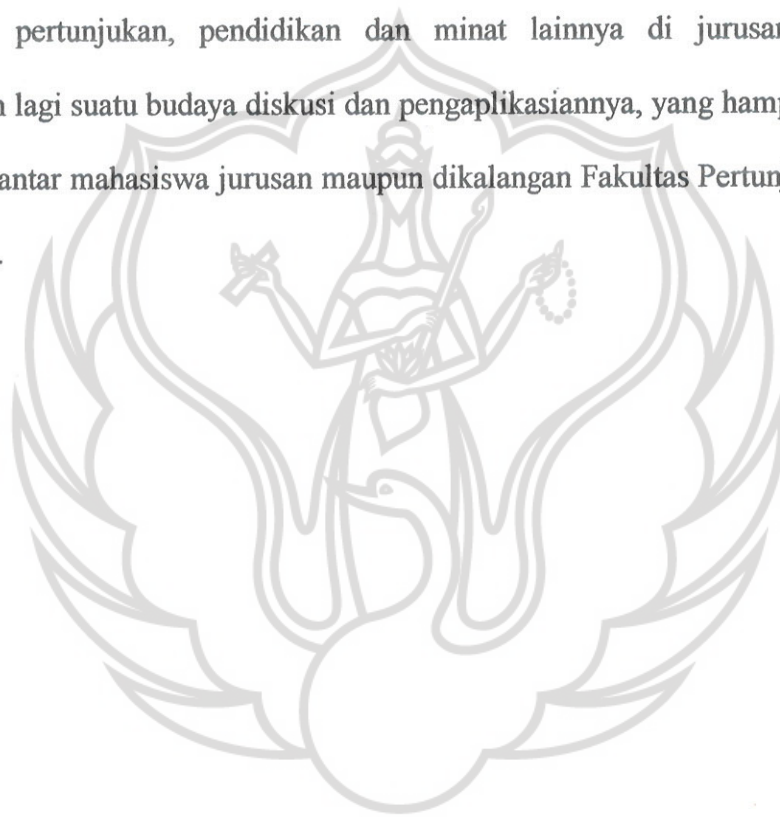 pertunjukan, pendidikan dan minat lainnya di jurusan
lagi suatu budaya diskusi dan pengaplikasiannya, yang
antar mahasiswa jurusan maupun dikalangan Fakultas